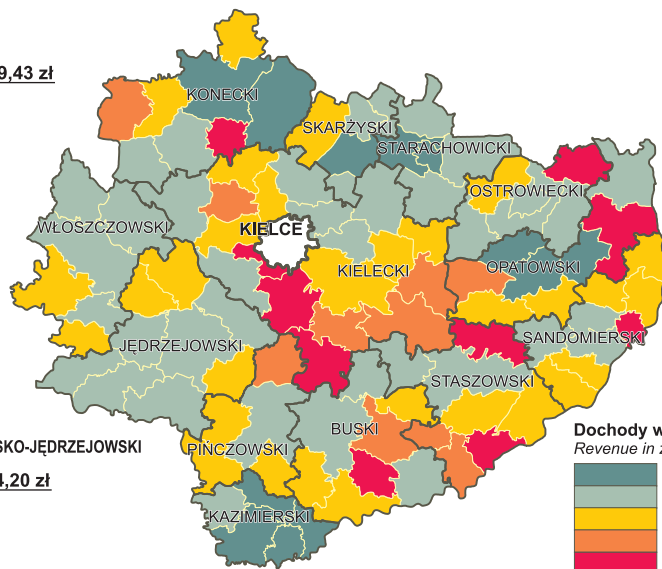 9,43 zł
KONECKI
SKARŻYSKI
STARACHOWICKI
OSTROWIECKI
WŁOSZCZOWSKI
KIELCE
KIELECKI
OPATOWSKI
JĘDRZEJOWSKI
SANDOMIERSKI
STASZOWSKI
BUSKI
PIŃCZOWSKI
SKO-JĘDRZEJOWSKI
4,20 zł
KAZIMIERSKI
Dochody w
Revenue in z